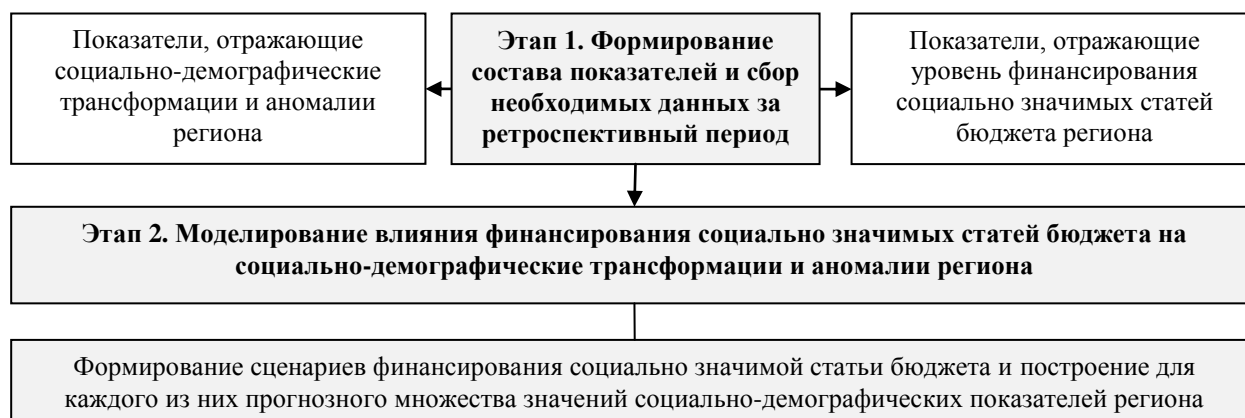 Показатели, отражающие
социально-демографические
трансформации и аномалии
региона
Этап 1. Формирование
состава показателей и сбор
необходимых данных за
ретроспективный период
Показатели, отражающие
уровень финансирования
социально значимых статей
бюджета региона
Этап 2. Моделирование влияния финансирования социально значимых статей бюджета на
социально-демографические трансформации и аномалии региона
Формирование сценариев финансирования социально значимой статьи бюджета и построение для
каждого из них прогнозного множества значений социально-демографических показателей региона